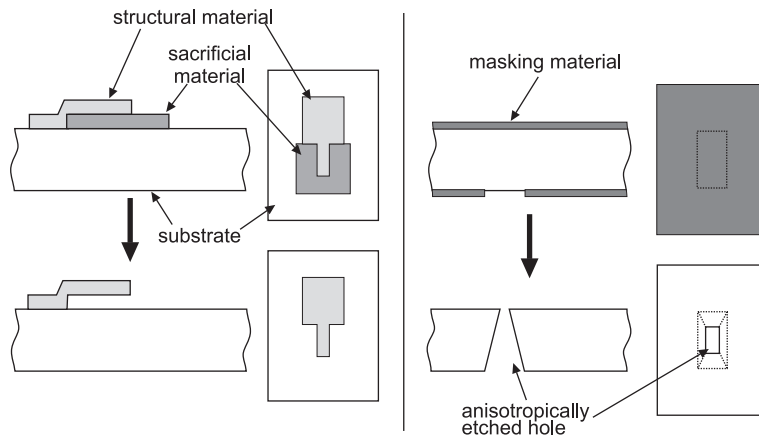 structural material
sacrificial
material
substrate
masking material
anisotropically
etched hole